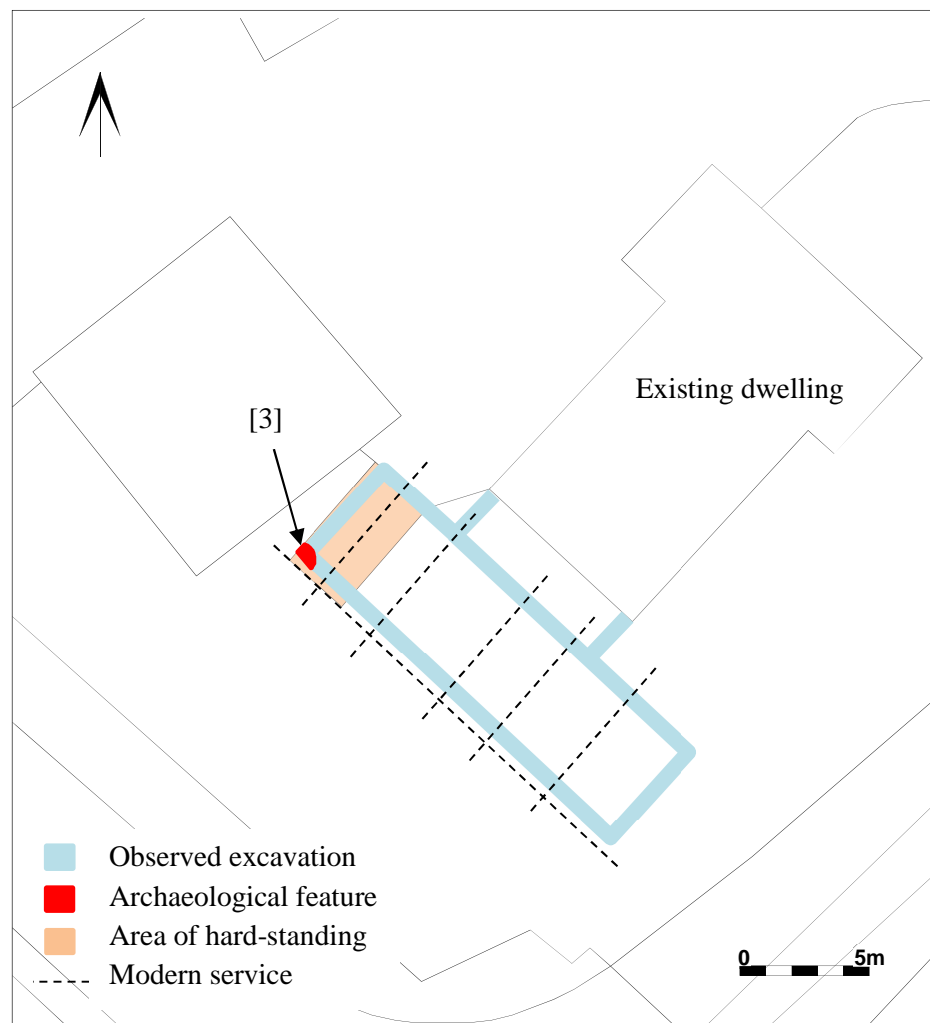 Existing dwelling
[3]
Observed excavation
Archaeological feature
Area of hard-standing
Modern service
0 5m